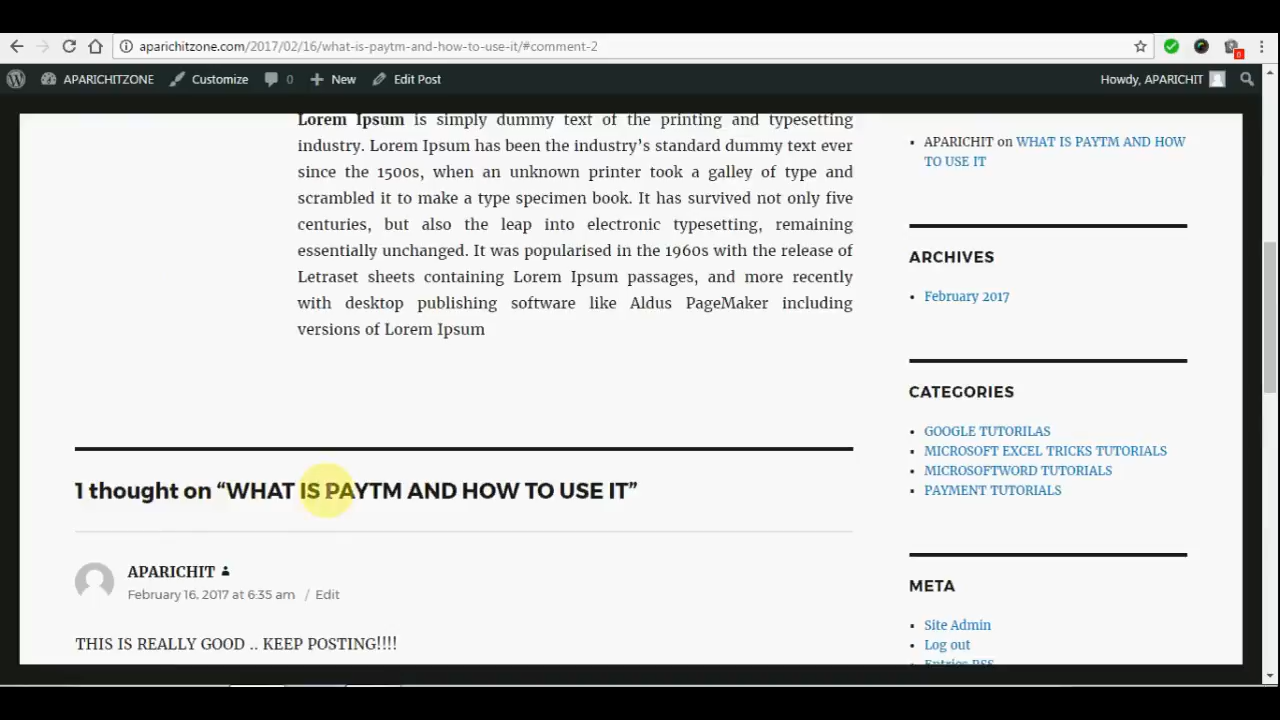 aparichitzone.com/2017/02/16/what-is-paytm-and-how-to-use-it/#comment-2
0
APARICHITZONE
Customize
0
New
Edit Post
Howdy, APARICHIT
Lorem Ipsum is simply dummy text of the printing and typesetting
industry. Lorem Ipsum has been the industry's standard dummy text ever
since the 1500s, when an unknown printer took a galley of type and
scrambled it to make a type specimen book. It has survived not only five
centuries, but also the leap into electronic typesetting, remaining
essentially unchanged. It was popularised in the 1960s with the release of
Letraset sheets containing Lorem Ipsum passages, and more recently
with desktop publishing software like Aldus PageMaker including
versions of Lorem Ipsum
1 thought on “WHAT IS PAYTM AND HOW TO USE IT”
APARICHIT
February 16, 2017 at 6:35 am / Edit
THIS IS REALLY GOOD .. KEEP POSTING!!!!
APARICHIT on WHAT IS PAYTM AND HOW
TO USE IT
ARCHIVES
February 2017
CATEGORIES
GOOGLE TUTORILAS
MICROSOFT EXCEL TRICKS TUTORIALS
MICROSOFTWORD TUTORIALS
PAYMENT TUTORIALS
META
Site Admin
Log out
Entries RSS